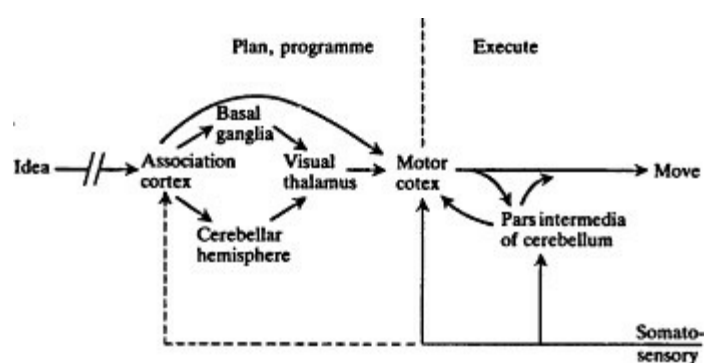 Plan, programme
Execute
Basal
ganglia
Idea
Association
cortex
Visual
thalamus
Motor
cotex
Move
Cerebellar
hemisphere
Pars intermedia
of cerebellum
Somato-
sensory